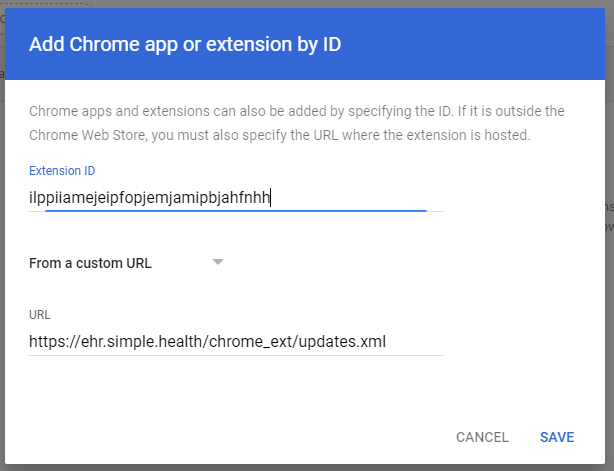 Add Chrome app or extension by ID
Chrome apps and extensions can also be added by specifying the ID. If it is outside the
Chrome Web Store, you must also specify the URL where the extension is hosted.
Extension ID
ilppiiamejeipfopjemjamipbjahfnhh
From a custom URL
URL
https://ehr.simple.health/chrome_ext/updates.xml
CANCEL SAVE